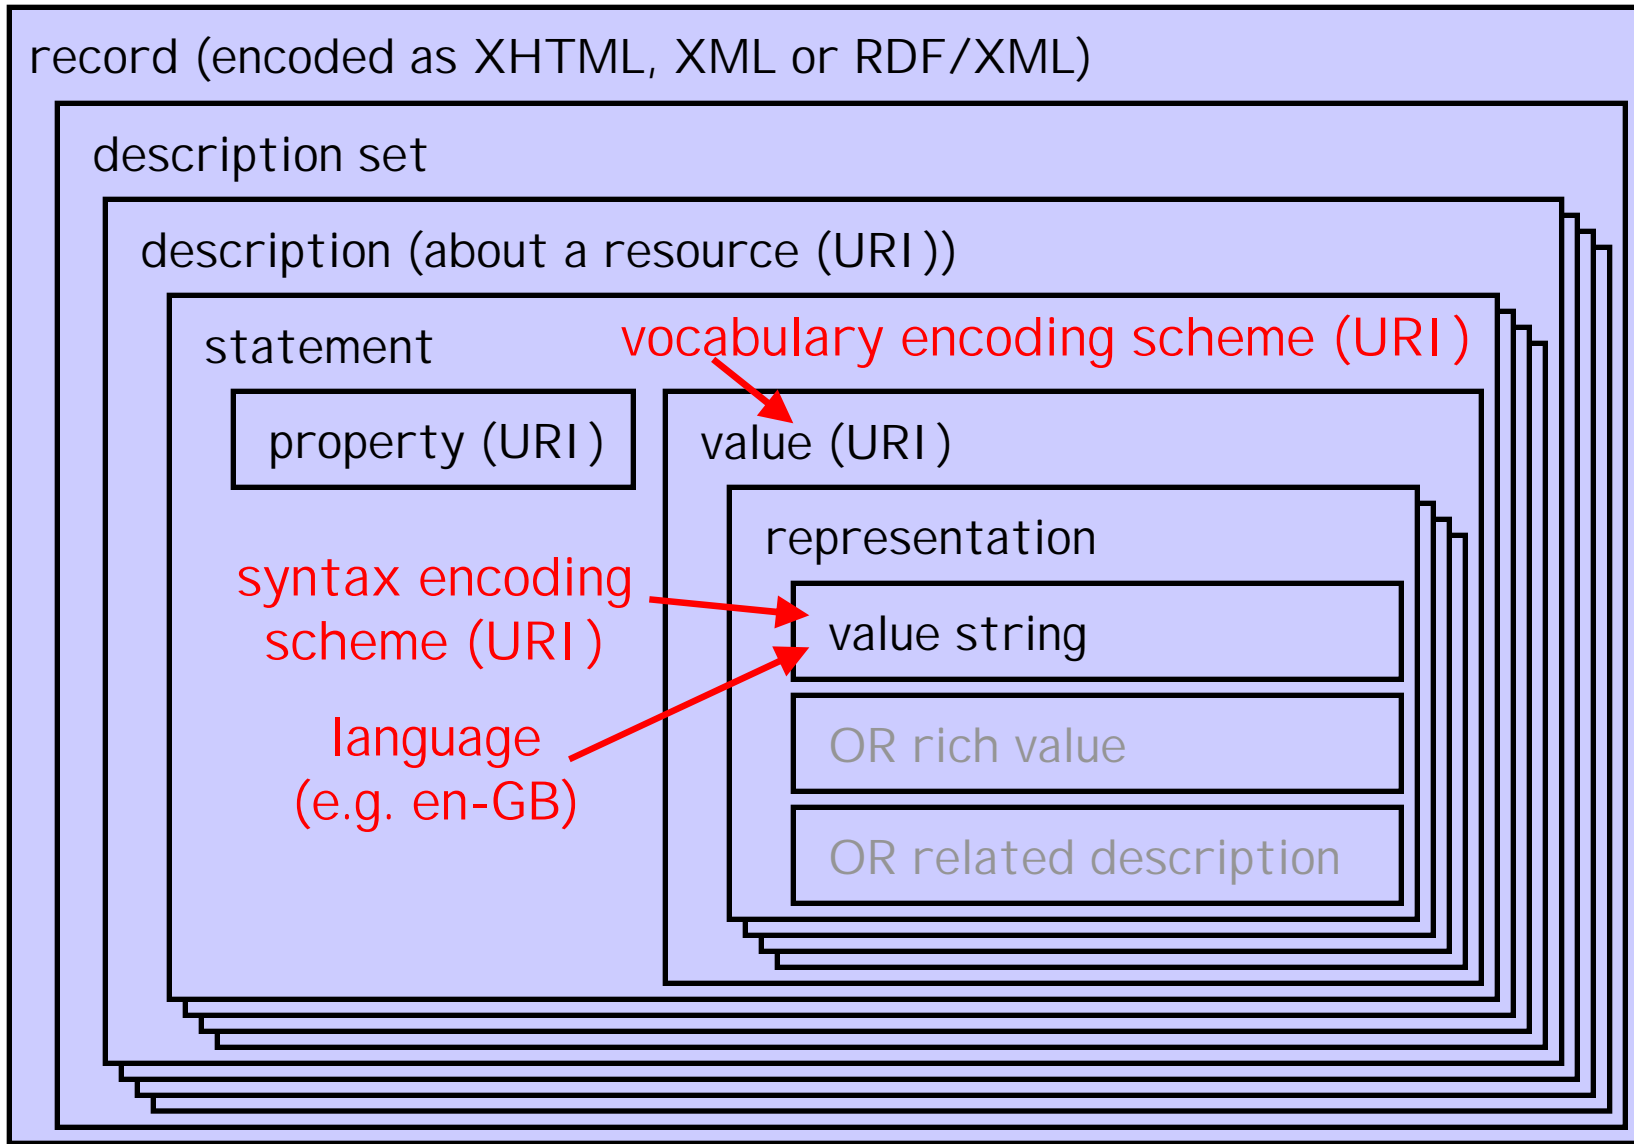 record (encoded as XHTML, XML or RDF/XML)
description set
description (about a resource (URI))
statement
vocabulary encoding scheme (URI)
property (URI)
value (URI)
representation
syntax encoding
scheme (URI)
value string
language
(e.g. en-GB)
OR rich value
OR related description